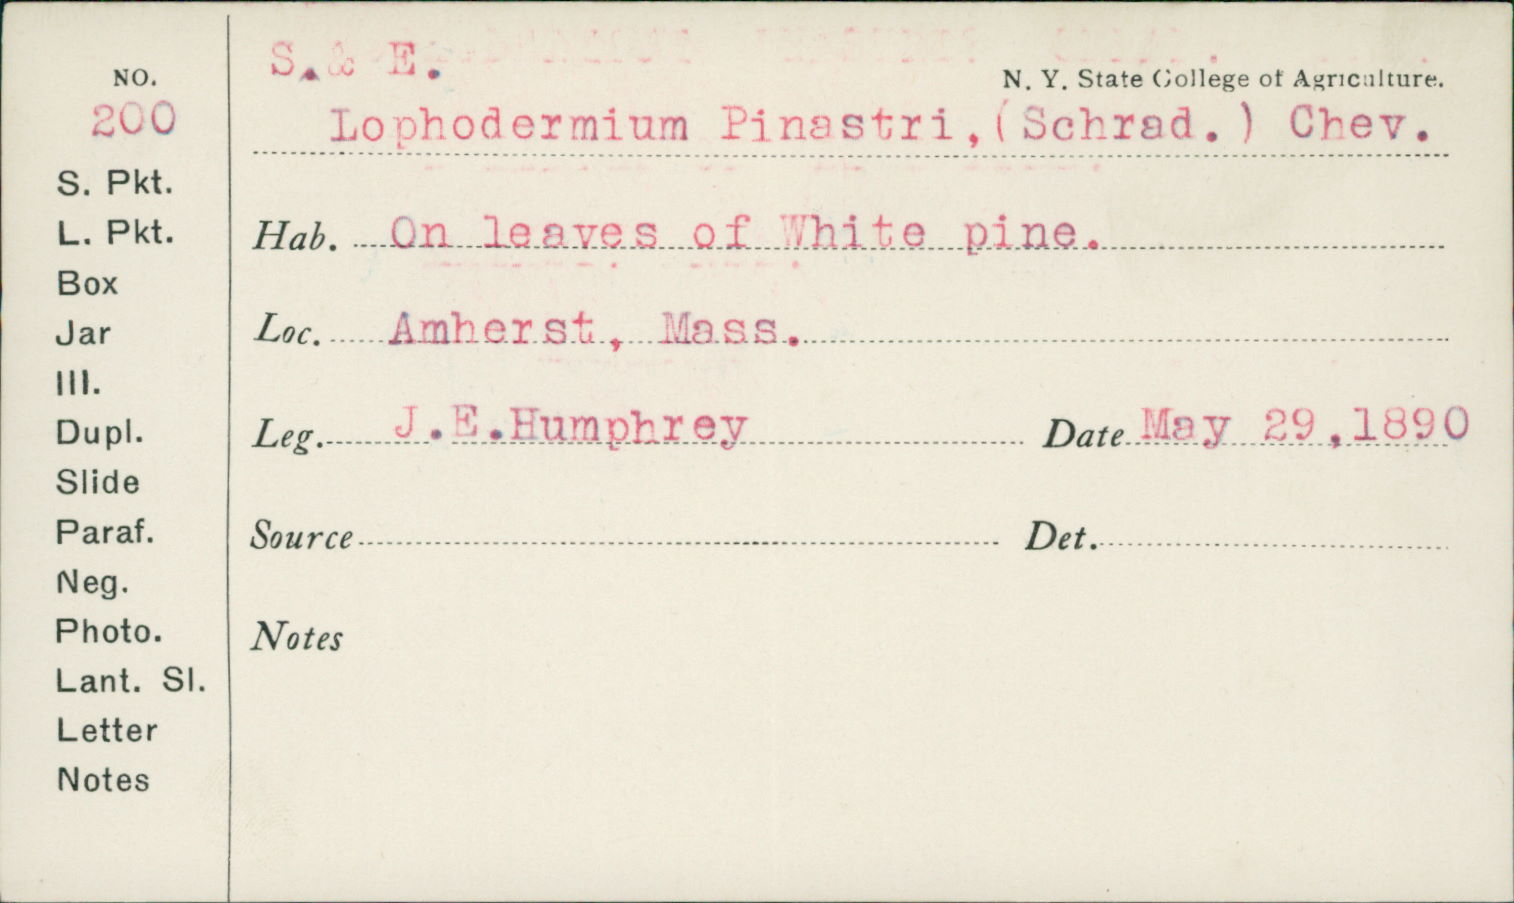 S.& E.
N. Y. State College of Agriculture.
NO.
200
Lophodermium Pinastri,(Schrad.) Chev.
S. Pkt.
L. Pkt.
Box
Jar
Ill.
Dupl.
Slide
Paraf.
Neg.
Photo.
Lant. Sl.
Letter
Notes
Hab. On leaves of White pine.
Loc. Amherst, Mass.
Leg. J.E.Humphrey Date May 29,1890
Source Det.
Notes